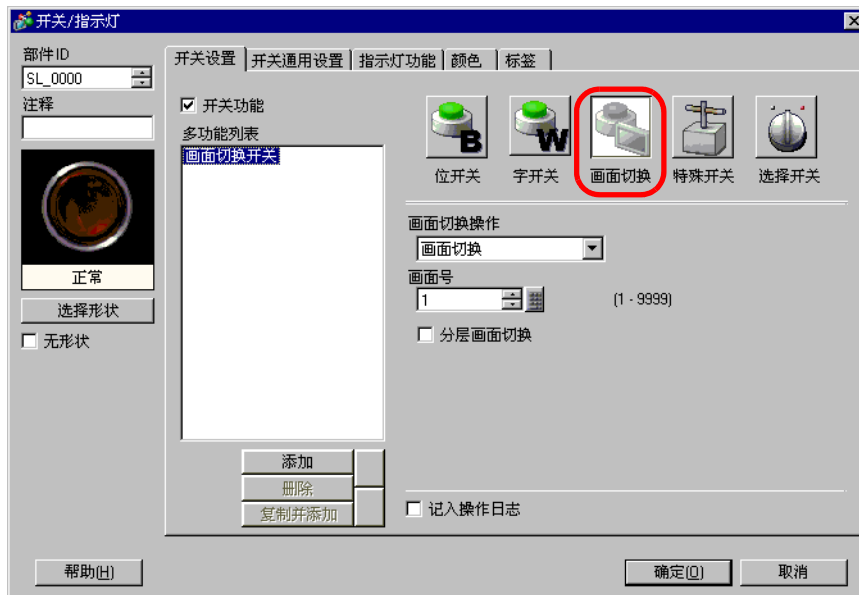 开关/指示灯
部件ID
SL_0000
注释
正常
选择形状
无形状
开关设置 开关通用设置 指示灯功能 颜色 标签
开关功能
多功能列表
画面切换开关
添加
删除
复制并添加
B W
位开关 字开关 画面切换 特殊开关 选择开关
画面切换操作
画面切换
画面号
1 (1 - 9999)
分层画面切换
记入操作日志
帮助(H) 确定(O) 取消